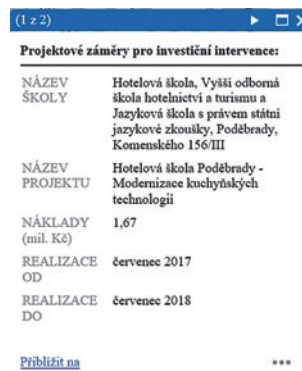 (1 z 2)
Projektové záměry pro investiční intervence:
NÁZEV ŠKOLY
Hotelová škola, Vyšší odborná
škola hotelnictví a turismu a
Jazyková škola s právem státní
jazykové zkoušky, Poděbrady,
Komenského 156/III
NÁZEV PROJEKTU
Hotelová škola Poděbrady -
Modernizace kuchyňských
technologií
NÁKLADY (mil. Kč)
1,67
REALIZACE OD
červenec 2017
REALIZACE DO
červenec 2018
Přiblížit na